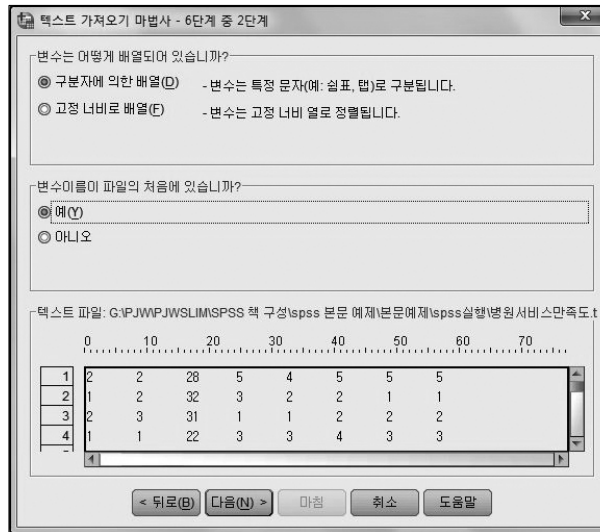 텍스트 가져오기 마법사 - 6단계 중 2단계
변수는 어떻게 배열되어 있습니까?
구분자에 의한 배열(D) - 변수는 특정 문자(예: 쉼표, 탭)로 구분됩니다.
고정 너비로 배열(F) - 변수는 고정 너비 열로 정렬됩니다.
변수이름이 파일의 처음에 있습니까?
예(Y)
아니오
텍스트 파일: G:\PJW\PJWSLIM\SPSS 책 구성\spss 본문 예제\본문예제\spss실행\병원서비스만족도.t
0 10 20 30 40 50 60 70
1 2 2 28 5 4 5 5 5
2 1 2 32 3 2 2 1 1
3 2 3 31 1 1 2 2 2
4 1 1 22 3 3 4 3 3
< 뒤로(B) 다음(N) > 마침 취소 도움말